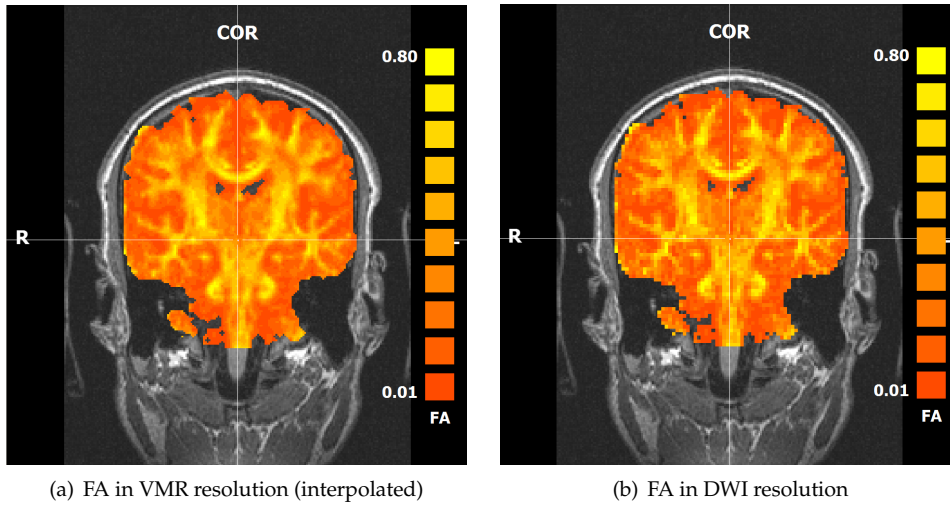 COR
0.80
R
0.01
FA
COR
0.80
R
0.01
FA
(a) FA in VMR resolution (interpolated)
(b) FA in DWI resolution